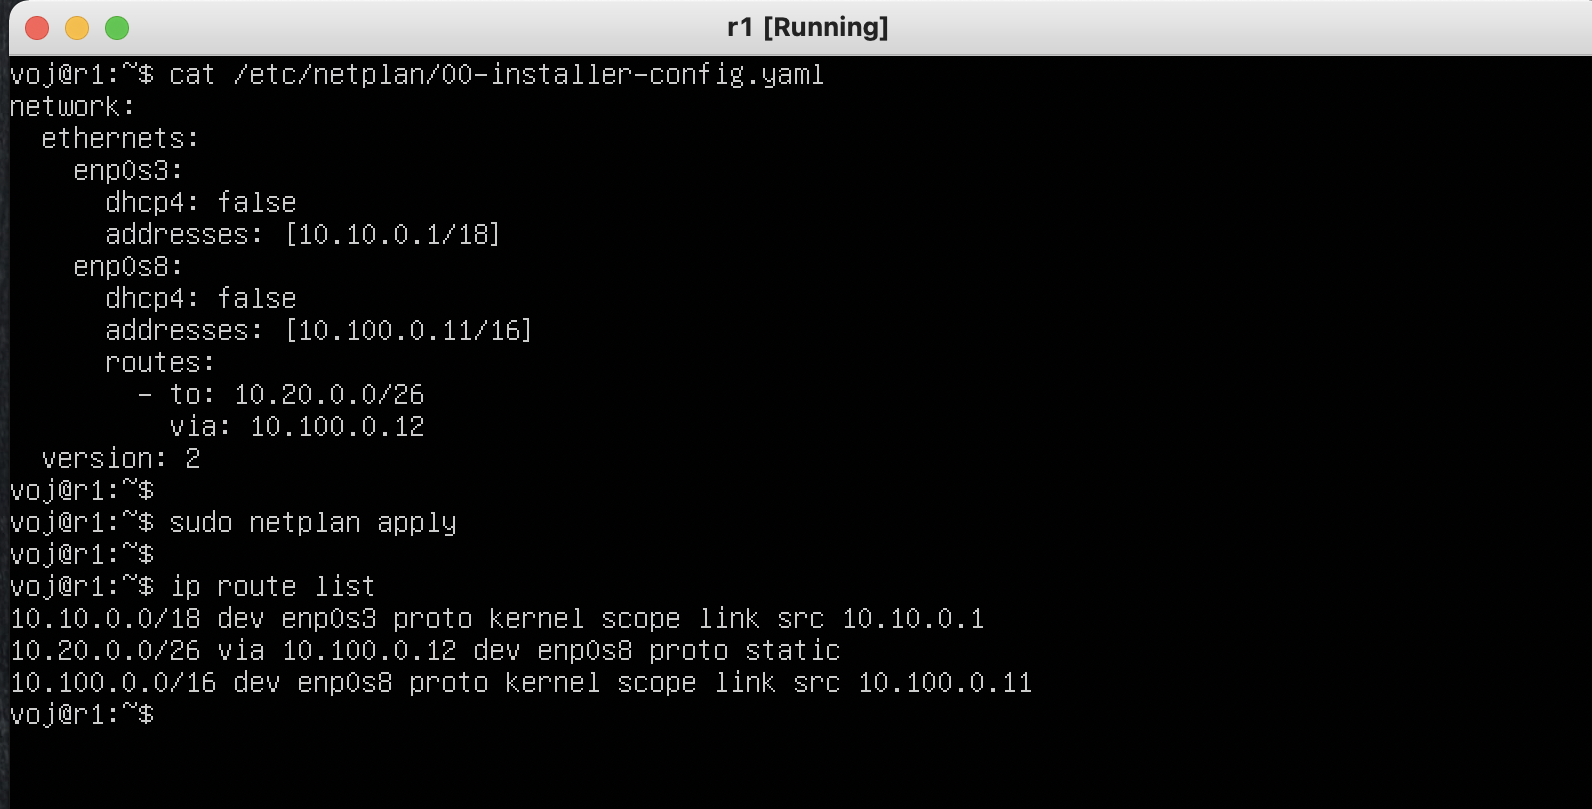 r1 [Running]
voj@r1:~$ cat /etc/netplan/00-installer-config.yaml
network:
  ethernets:
    enp0s3:
      dhcp4: false
      addresses: [10.10.0.1/18]
    enp0s8:
      dhcp4: false
      addresses: [10.100.0.11/16]
      routes:
        - to: 10.20.0.0/26
          via: 10.100.0.12
  version: 2
voj@r1:~$
voj@r1:~$ sudo netplan apply
voj@r1:~$
voj@r1:~$ ip route list
10.10.0.0/18 dev enp0s3 proto kernel scope link src 10.10.0.1
10.20.0.0/26 via 10.100.0.12 dev enp0s8 proto static
10.100.0.0/16 dev enp0s8 proto kernel scope link src 10.100.0.11
voj@r1:~$